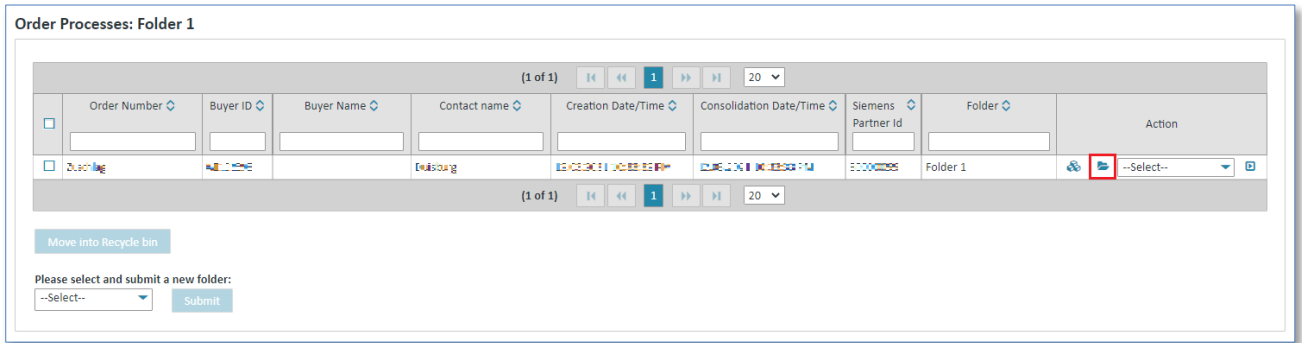 Order Processes: Folder 1
(1 of 1) 1 20
Order Number Buyer ID Buyer Name Contact name Creation Date/Time Consolidation Date/Time Siemens Partner Id Folder Action
Folder 1 --Select--
(1 of 1) 1 20
Move into Recycle bin
Please select and submit a new folder:
--Select-- Submit